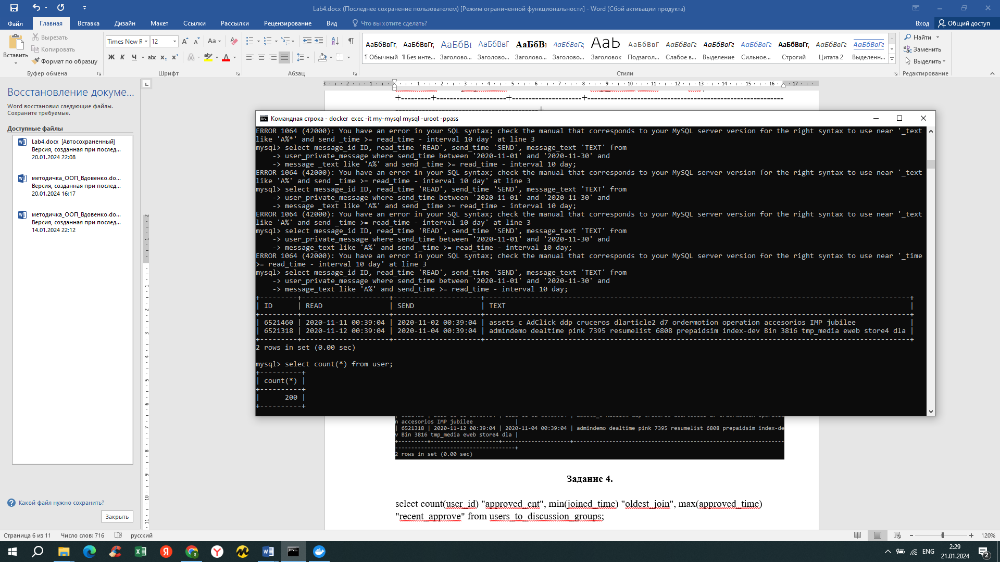 Lab4.docx (Последнее сохранение пользователем) [Режим ограниченной функциональности] - Word (Сбой активации продукта)
Файл Главная Вставка Дизайн Макет Ссылки Рассылки Рецензирование Вид Что вы хотите сделать? Вход Общий доступ
Вставить
Вырезать
Копировать
Формат по образцу
Буфер обмена
Times New R 12
Шрифт
Абзац
АаБбВвГг, АаБбВвГг, АаБбВ АаБбВвГ АаБбВв АаБбВвГг Aab АаБбВвГ АаБбВвГг АаБбВвГг АаБбВвГг АаБбВвГг, АаБбВвГг АаБбВвГг
¶ Обычный ¶ Без инте... Заголово... Заголово... Заголово... Заголово... Заголовок Подзагол... Слабое в... Выделение Сильное... Строгий Цитата 2 Выделенн...
Стили
Найти
Заменить
Выделить
Редактирование
Восстановление докуме...
Word восстановил следующие файлы.
Сохраните требуемые.
Доступные файлы
Lab4.docx [Автосохраненный]
Версия, созданная при послед...
20.01.2024 22:08
методичка_ООП_Вдовенко.do...
Версия, созданная при послед...
20.01.2024 16:17
методичка_ООП_Вдовенко.do...
Версия, созданная при послед...
14.01.2024 22:12
Какой файл нужно сохранить?
Закрыть
3 2 1 1 2 3 4 5 6 7 8 9 10 11 12 13 14 15 16 17
Командная строка - docker exec -it my-mysql mysql -uroot -ppass
ERROR 1064 (42000): You have an error in your SQL syntax; check the manual that corresponds to your MySQL server version for the right syntax to use near '_text
like 'A%*' and send _time >= read_time - interval 10 day' at line 3
mysql> select message_id ID, read_time 'READ', send_time 'SEND', message_text 'TEXT' from
-> user_private_message where send_time between '2020-11-01' and '2020-11-30' and
-> message _text like 'A%' and send _time >= read_time - interval 10 day;
ERROR 1064 (42000): You have an error in your SQL syntax; check the manual that corresponds to your MySQL server version for the right syntax to use near '_text
like 'A%' and send _time >= read_time - interval 10 day' at line 3
mysql> select message_id ID, read_time 'READ', send_time 'SEND', message_text 'TEXT' from
-> user_private_message where send_time between '2020-11-01' and '2020-11-30' and
-> message _text like 'A%' and send _time >= read_time - interval 10 day;
ERROR 1064 (42000): You have an error in your SQL syntax; check the manual that corresponds to your MySQL server version for the right syntax to use near '_text
like 'A%' and send _time >= read_time - interval 10 day' at line 3
mysql> select message_id ID, read_time 'READ', send_time 'SEND', message_text 'TEXT' from
-> user_private_message where send_time between '2020-11-01' and '2020-11-30' and
-> message_text like 'A%' and send _time >= read_time - interval 10 day;
ERROR 1064 (42000): You have an error in your SQL syntax; check the manual that corresponds to your MySQL server version for the right syntax to use near '_time
>= read_time - interval 10 day' at line 3
mysql> select message_id ID, read_time 'READ', send_time 'SEND', message_text 'TEXT' from
-> user_private_message where send_time between '2020-11-01' and '2020-11-30' and
-> message_text like 'A%' and send_time >= read_time - interval 10 day;
| ID | READ | SEND | TEXT |
| 6521460 | 2020-11-11 00:39:04 | 2020-11-02 00:39:04 | assets_c AdClick ddp cruceros dlarticle2 d7 ordermotion operation accesorios IMP jubilee |
| 6521318 | 2020-11-12 00:39:04 | 2020-11-04 00:39:04 | admindemo dealtime pink 7395 resumelist 6808 prepaidsim index-dev Bin 3816 tmp_media eweb store4 dla |
2 rows in set (0.00 sec)
mysql> select count(*) from user;
| count(*) |
| 200 |
n accesorios IMP jubilee |
| 6521318 | 2020-11-12 00:39:04 | 2020-11-04 00:39:04 | admindemo dealtime pink 7395 resumelist 6808 prepaidsim index-de
v Bin 3816 tmp_media eweb store4 dla |
2 rows in set (0.00 sec)
Задание 4.
select count(user_id) "approved_cnt", min(joined_time) "oldest_join", max(approved_time)
"recent_approve" from users_to_discussion_groups;
Страница 6 из 11 Число слов: 716 русский 120%
ENG 2:29
21.01.2024 2